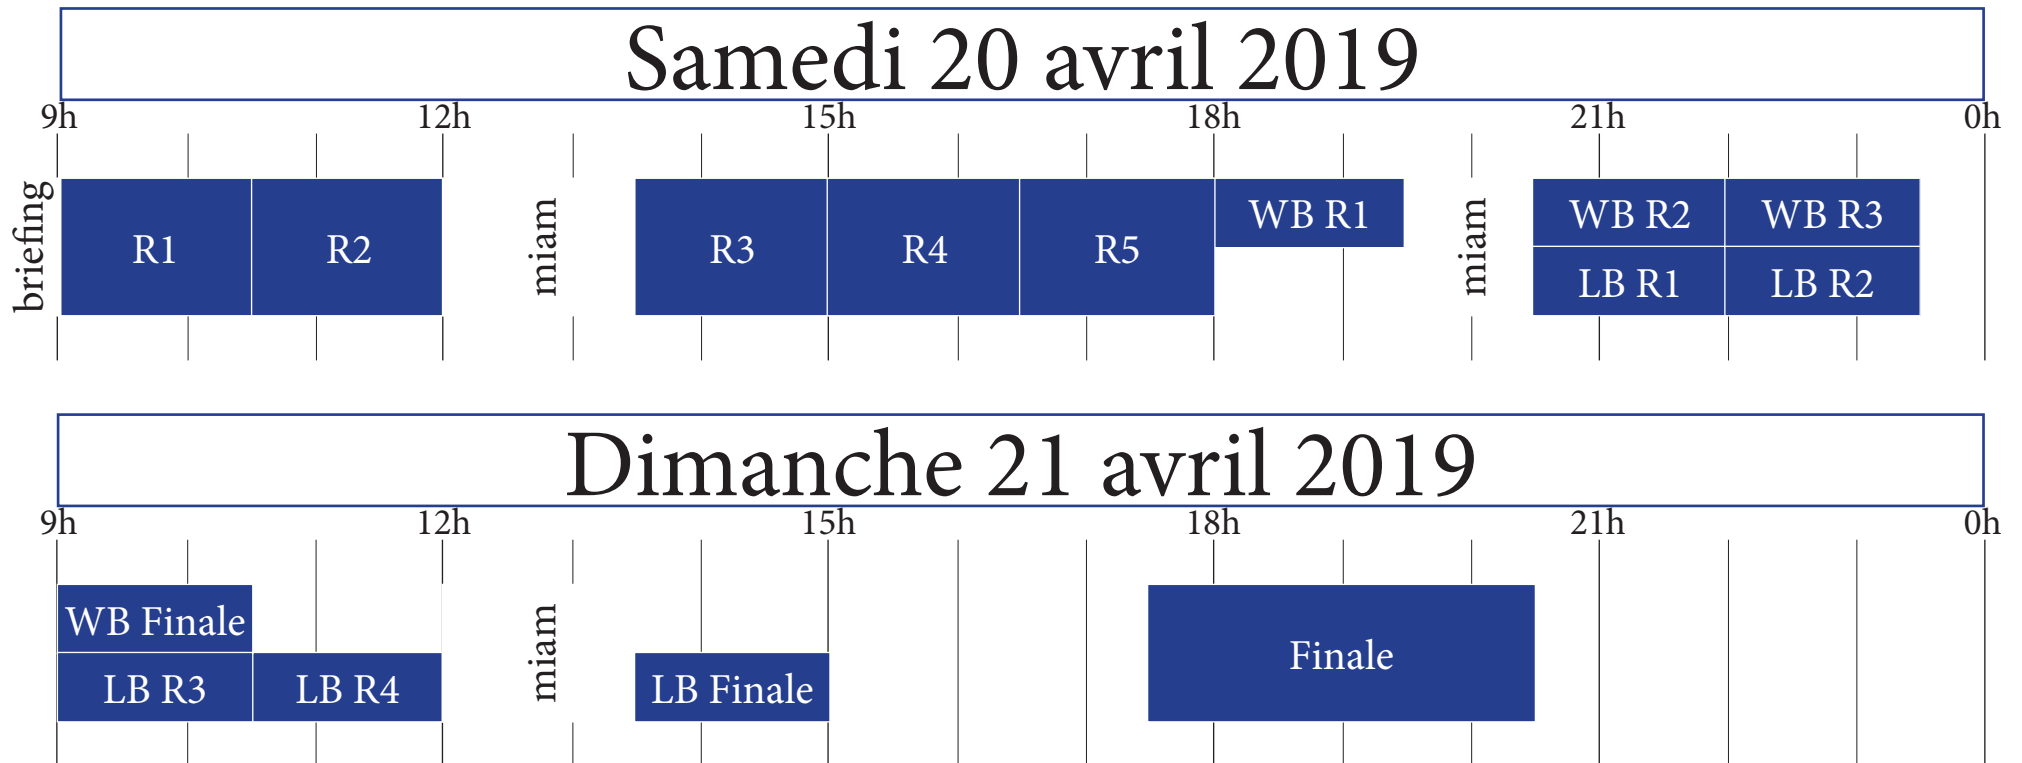 Samedi 20 avril 2019
9h 12h 15h 18h 21h 0h
briefing
R1 R2
miam
R3 R4 R5
WB R1
miam
WB R2 WB R3
LB R1 LB R2
Dimanche 21 avril 2019
9h 12h 15h 18h 21h 0h
WB Finale
LB R3 LB R4
miam
LB Finale
Finale